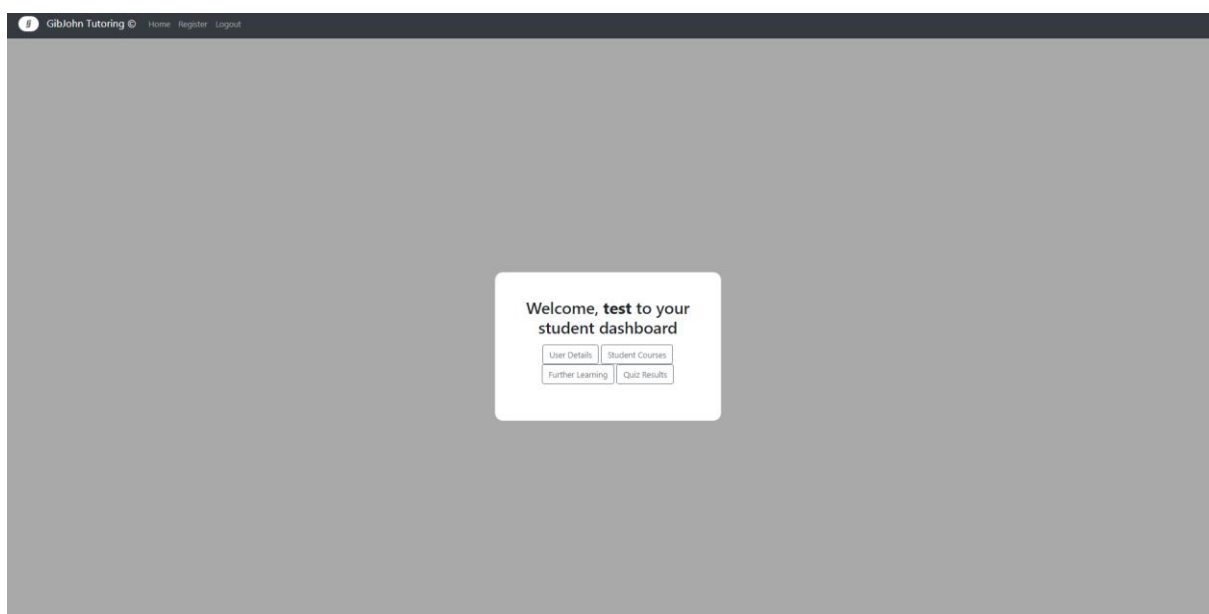 GibJohn Tutoring © Home Register Logout
Welcome, test to your
student dashboard
User Details Student Courses
Further Learning Quiz Results